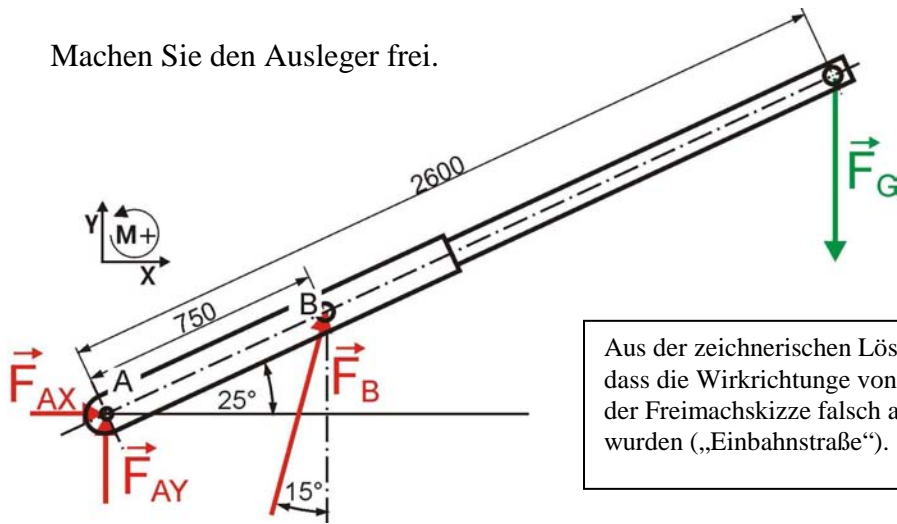 Machen Sie den Ausleger frei.
2600
F_G
Y
M+
X
750
B
A
F_AX
25°
F_B
F_AY
15°
Aus der zeichnerischen Lös
dass die Wirkrichtunge von
der Freimachskizze falsch a
wurden („Einbahnstraße“).